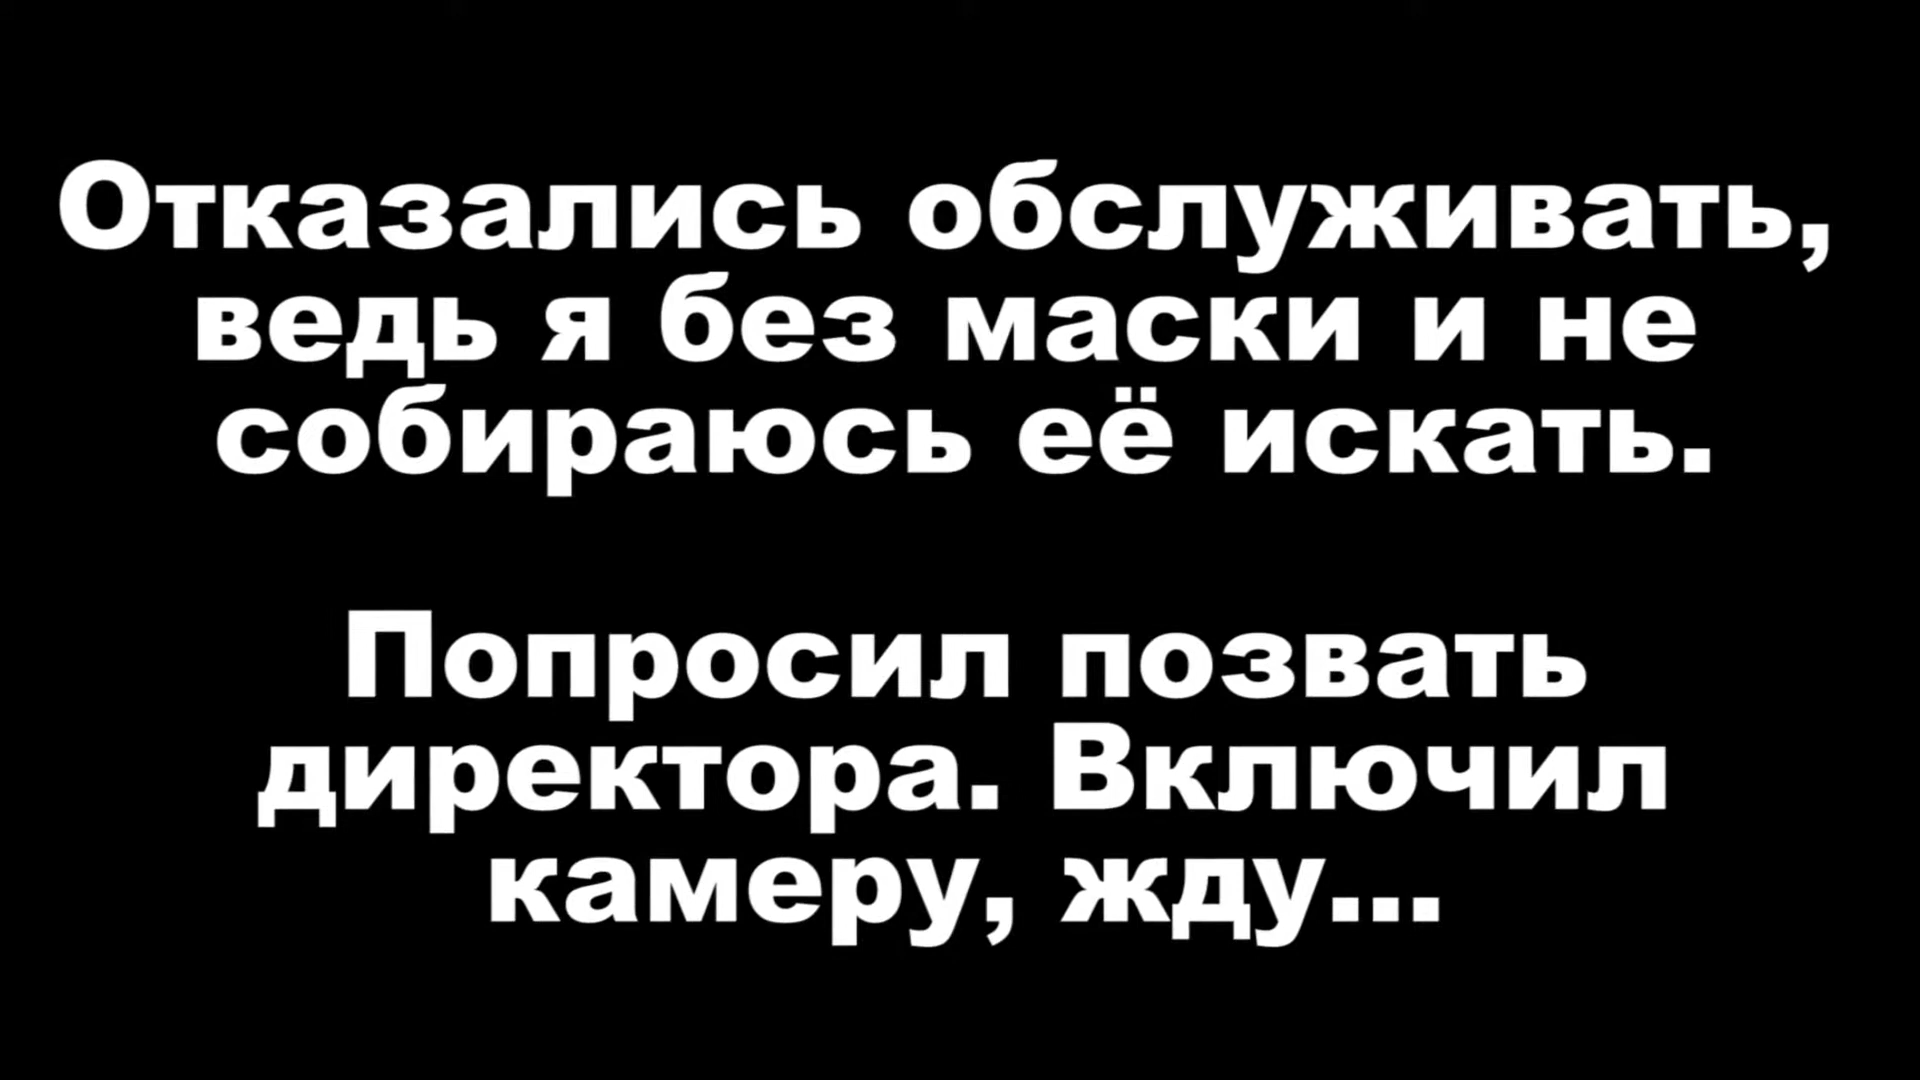 Отказались обслуживать,
ведь я без маски и не
собираюсь её искать.
Попросил позвать
директора. Включил
камеру, жду...